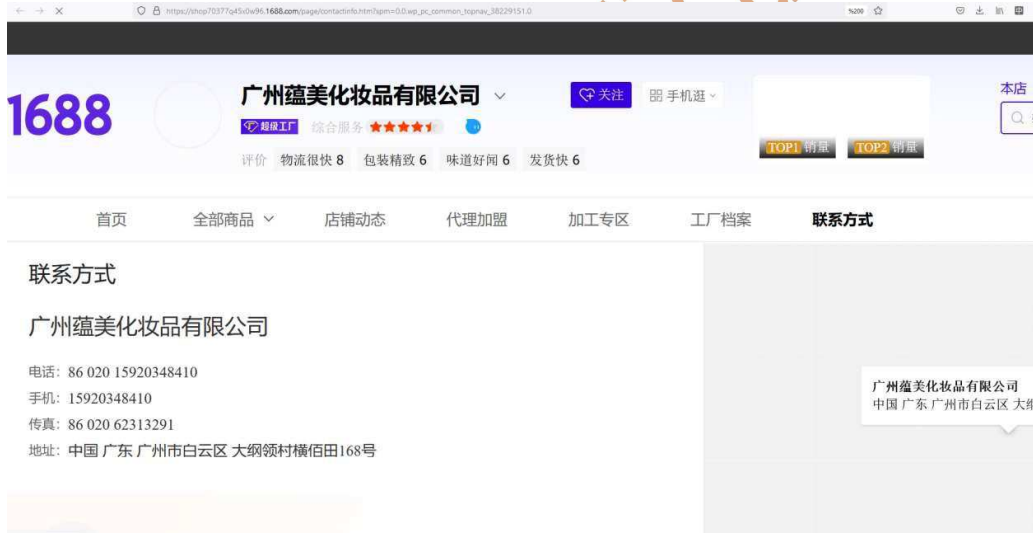 https://shop70377q45s0w96.1688.com/page/contactinfo.htm?spm=0.0.wp_pc_common_topnav_38229151.0
%200
1688
广州蕴美化妆品有限公司
关注
手机逛
本店
超级工厂
综合服务
评价 物流很快 8 包装精致 6 味道好闻 6 发货快 6
TOP1 销量
TOP2 销量
首页 全部商品 店铺动态 代理加盟 加工专区 工厂档案 联系方式
联系方式
广州蕴美化妆品有限公司
电话: 86 020 15920348410
手机: 15920348410
传真: 86 020 62313291
地址: 中国 广东 广州市白云区 大纲领村横佰田168号
广州蕴美化妆品有限公司
中国 广东 广州市白云区 大纲